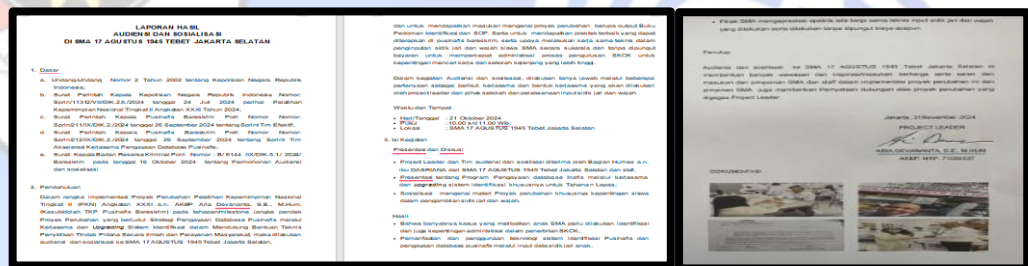 LAPORAN HASIL
AUDIENSI DAN SOSIALISASI
DI SMA 17 AGUSTUS 1945 TEBET JAKARTA SELATAN
1. Dasar
a. Undang-Undang Nomor 2 Tahun 2002 tentang Kepolisian Negara Republik
Indonesia;
b. Surat Perintah Kepala Kepolisian Negara Republik Indonesia Nomor:
Sprin/ /VII/DIK.2.5./2024 tanggal 24 Juli 2024 perihal Pelatihan
Kepemimpinan Nasional Tingkat II Angkatan XXXI Tahun 2024;
c. Surat Perintah Kepala Pusinafis Bareskrim Polri Nomor Nomor:
Sprin/211/IX/DIK.2./2024 tanggal 26 September 2024 tentang Sprint Tim Efektif;
d. Surat Perintah Kepala Pusinafis Bareskrim Polri Nomor Nomor:
Sprin/212/IX/DIK.2./2024 tanggal 26 September 2024 tentang Sprint Tim
Akselerasi Kerjasama Pengayaan Database Pusinafis;
e. Surat Kepala Badan Reserse Kriminal Polri Nomor : B/ 6144 /IX/DIK.5.1./ 2024/
Bareskrim pada tanggal 16 Oktober 2024 tentang Permohonan Audiensi
dan sosialisasi
2. Pendahuluan
Dalam rangka Implementasi Proyek Perubahan Pelatihan Kepemimpinan Nasional
Tingkat II (PKN) Angkatan XXXI a.n. AKBP Aria Devananta, S.E., M.Hum.
(Kasubbidlah TKP Pusinafis Bareskrim) pada tahapan/milestone jangka pendek
Proyek Perubahan yang berjudul Strategi Pengayaan Database Pusinafis melalui
Kerjasama dan Upgrading Sistem Identifikasi dalam Mendukung Bantuan Teknis
Penyidikan Tindak Pidana Secara Ilmiah dan Pelayanan Masyarakat, maka dilakukan
audiensi dan sosialisasi ke SMA 17 AGUSTUS 1945 Tebet Jakarta Selatan,
dan untuk mendapatkan masukan mengenai proyek perubahan berupa output Buku
Pedoman Identifikasi dan SOP. Serta untuk mendapatkan praktek terbaik yang dapat
diterapkan di pusinafis bareskrim, serta upaya melakukan kerja sama teknis dalam
penginputan sidik jari dan wajah siswa SMA secara sukarela dan tanpa dipungut
bayaran untuk mempercepat administrasi proses pengurusan SKCK untuk
kepentingan mencari kerja dan sekolah kejenjang yang lebih tinggi.
Dalam kegiatan Audiensi dan sosialisasi, dilakukan tanya jawab melalui beberapa
pertanyaan sebagai bentuk kerjasama dan bentuk kerjasama yang akan dilakukan
oleh project leader dan pihak sekolah dan pelaksanaan input sidik jari dan wajah.
Waktu dan Tempat
• Hari/Tanggal : 21 Oktober 2024
• Pukul : 10.00 s/d 11.00 Wib.
• Lokasi : SMA 17 AGUSTUS 1945 Tebet Jakarta Selatan
3. Isi Kegiatan
Presentasi dan Diskusi
• Project Leader dan Tim audiensi dan sosialisasi diterima oleh Bagian Humas a.n.
Ibu DASRIANA dari SMA 17 AGUSTUS 1945 Tebet Jakarta Selatan dan staf;
• Presentasi tentang Program Pengayaan database inafis melalui kerjasama
dan upgrading sistem identifikasi khususnya untuk Tahanan Lapas;
• Sosialisasi mengenai materi Proyek perubahan khususnya kepentingan siswa
dalam pengambilan sidik jari dan wajah.
Hasil
• Bahwa banyaknya kasus yang melibatkan anak SMA perlu dilakukan identifikasi
dan juga kepentingan administrasi dalam penerbitan SKCK;
• Pemanfaatan dan penggunaan teknologi sistem identifikasi Pusinafis dan
pengayaan database pusinafis melalui input data sidik jari anak.
• Pihak SMA mengapresiasi apabila ada kerja sama teknis input sidik jari dan wajah
yang dilakukan serta dilakukan tanpa dipungut biaya apapun.
Penutup
Audiensi dan sosialisasi ke SMA 17 AGUSTUS 1945 Tebet Jakarta Selatan ini
memberikan banyak wawasan dan inspirasi/masukan berharga serta saran dan
masukan dari pimpinan SMA dan staff dalam implementasi proyek perubahan ini dan
pimpinan SMA juga memberikan Pernyataan dukungan atas proyek perubahan yang
digagas Project Leader.
Jakarta, 21 November 2024
PROJECT LEADER
ARIA DEVANANTA, S.E., M.HUM
AKBP NRP.
DOKUMENTASI